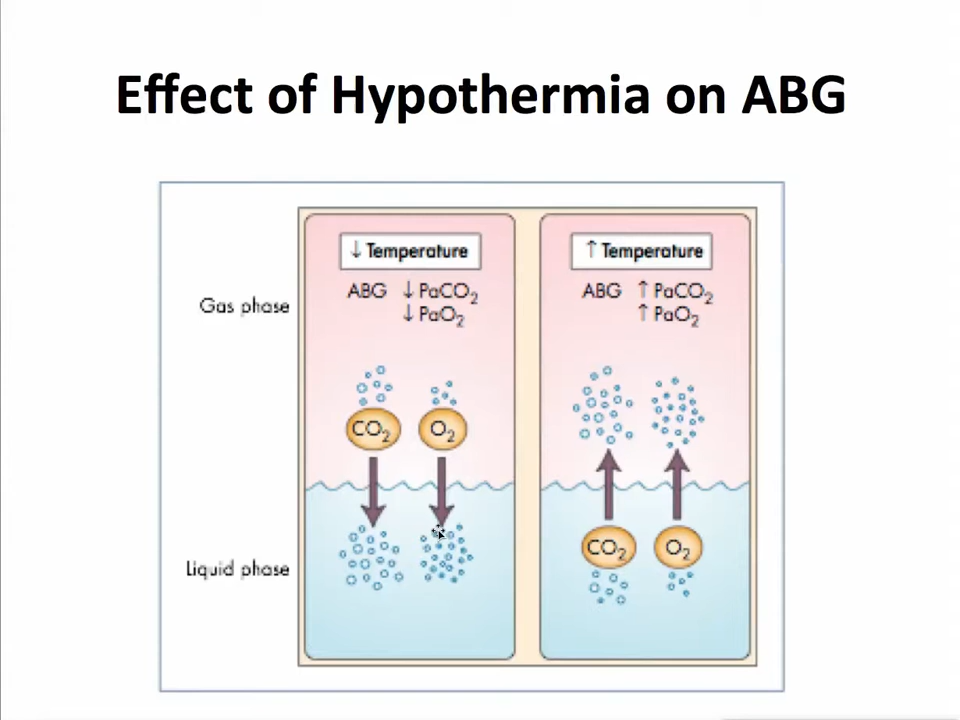 Effect of Hypothermia on ABG
↓ Temperature
ABG ↓ PaCO₂
↓ PaO₂
↑ Temperature
ABG ↑ PaCO₂
↑ PaO₂
Gas phase
CO₂
O₂
CO₂
O₂
Liquid phase